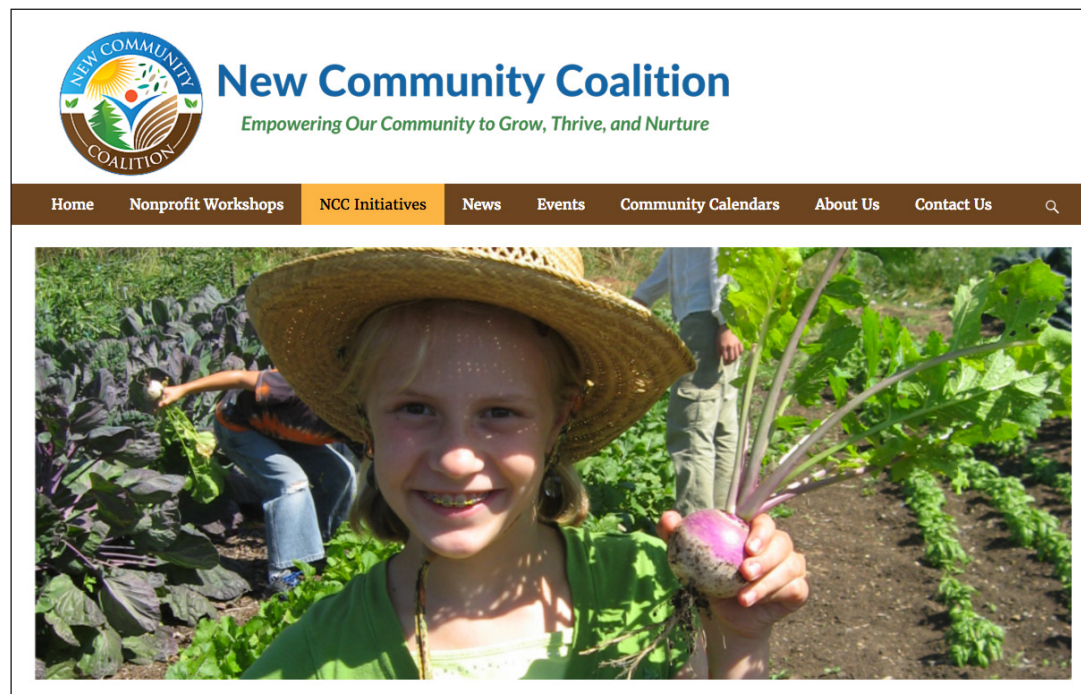 NEW COMMUNITY
COALITION
New Community Coalition
Empowering Our Community to Grow, Thrive, and Nurture
Home Nonprofit Workshops NCC Initiatives News Events Community Calendars About Us Contact Us